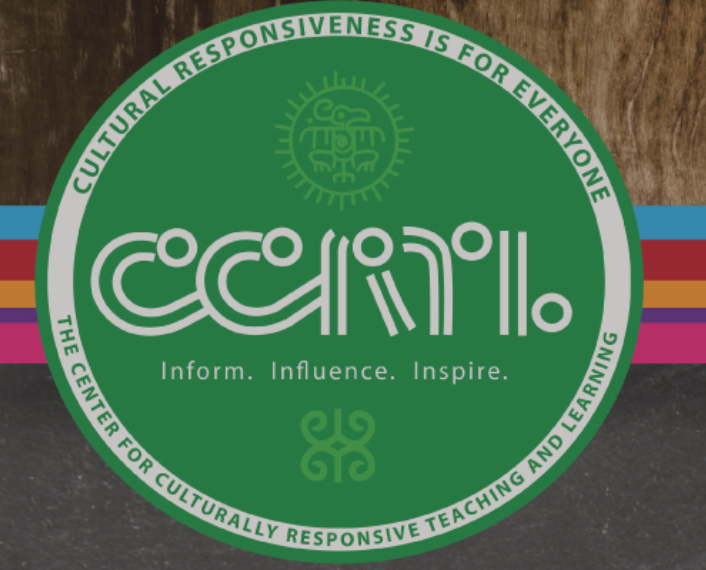 CULTURAL RESPONSIVENESS IS FOR EVERYONE
CCRTL
Inform. Influence. Inspire.
THE CENTER FOR CULTURALLY RESPONSIVE TEACHING AND LEARNING